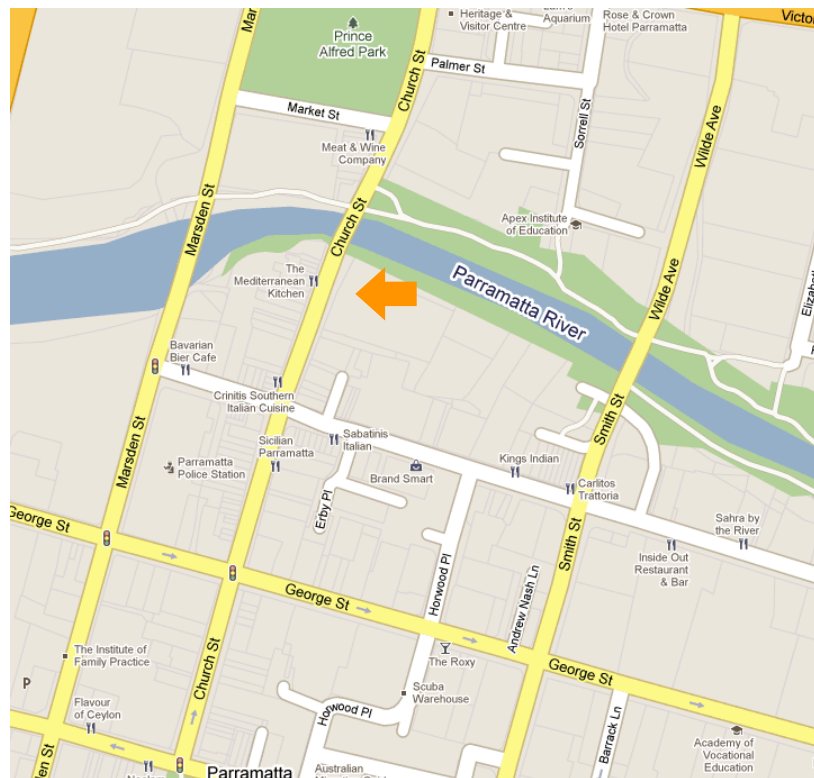 Mar
Prince
Alfred Park
Church St
Heritage &
Visitor Centre
Aquarium
Rose & Crown
Hotel Parramatta
Victor
Palmer St
Market St
Meat & Wine
Company
Sorrell St
Wilde Ave
Marsden St
Church St
Apex Institute
of Education
The
Mediterranean
Kitchen
Parramatta River
Wilde Ave
Bavarian
Bier Cafe
Crinitis Southern
Italian Cuisine
Sicilian
Parramatta
Sabatinis
Italian
Brand Smart
Kings Indian
Smith St
Carlitos
Trattoria
Marsden St
Parramatta
Police Station
Erby Pl
Sahra by
the River
Inside Out
Restaurant
& Bar
George St
Smith St
Horwood Pl
Andrew Nash Ln
George St
The Roxy
George St
The Institute of
Family Practice
Church St
P
Scuba
Warehouse
Horwood Pl
Flavour
of Ceylon
Barrack Ln
Academy of
Vocational
Education
Parramatta
Australian